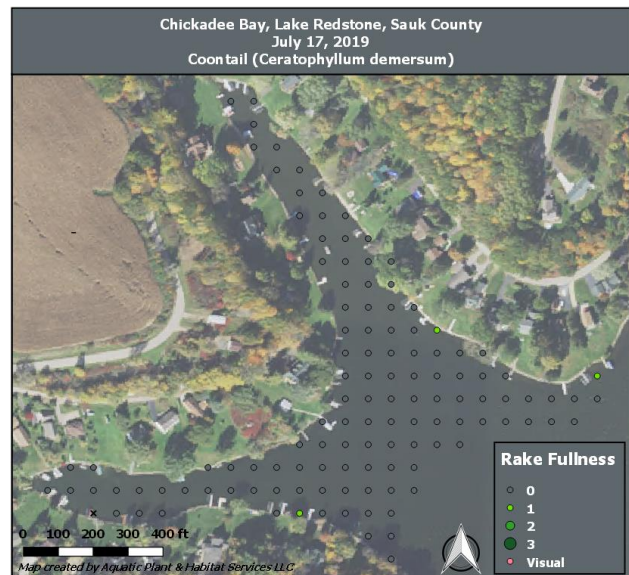 Chickadee Bay, Lake Redstone, Sauk County
July 17, 2019
Coontail (Ceratophyllum demersum)
Rake Fullness
0
1
2
3
Visual
0 100 200 300 400 ft
Map created by Aquatic Plant & Habitat Services LLC